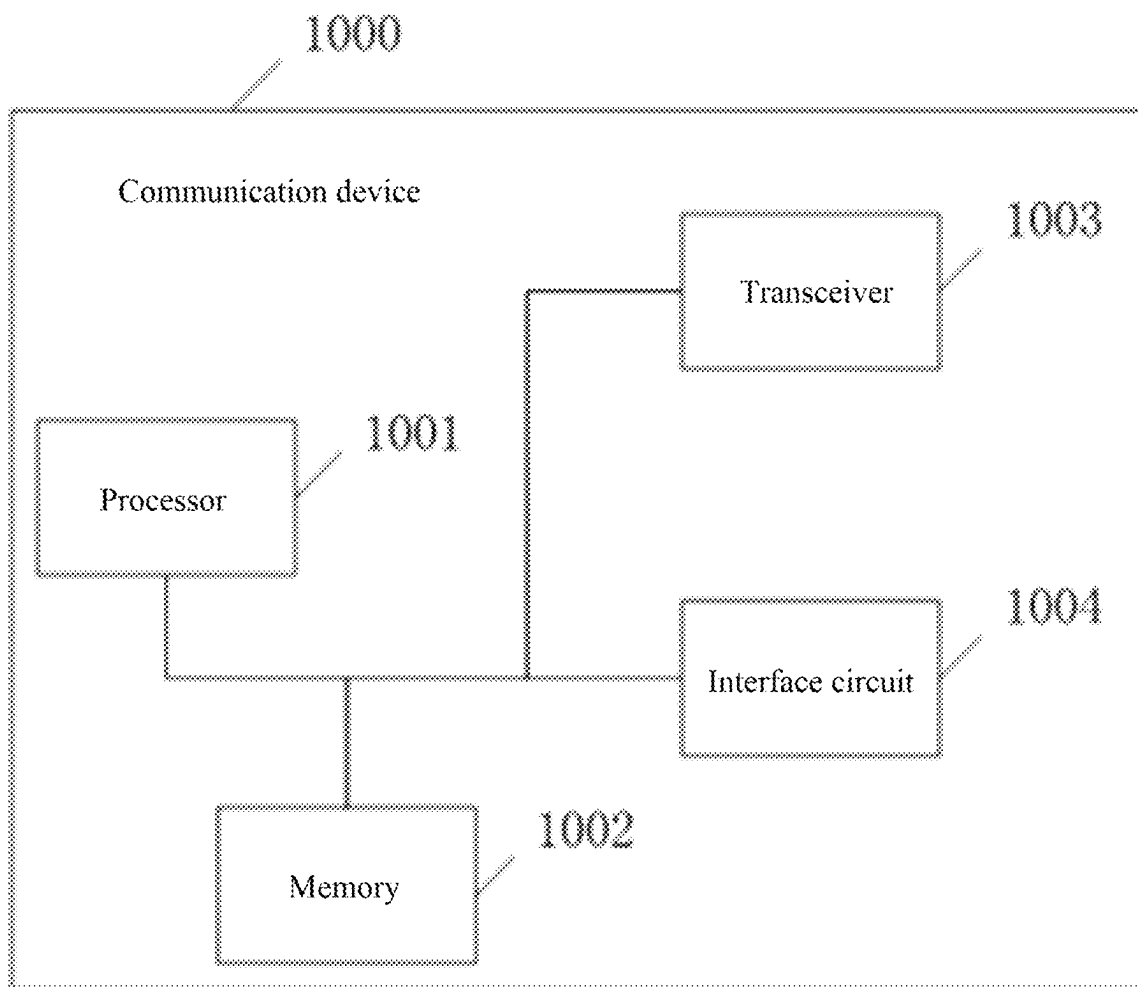 1000
Communication device
1003
Transceiver
1001
Processor
1004
Interface circuit
1002
Memory